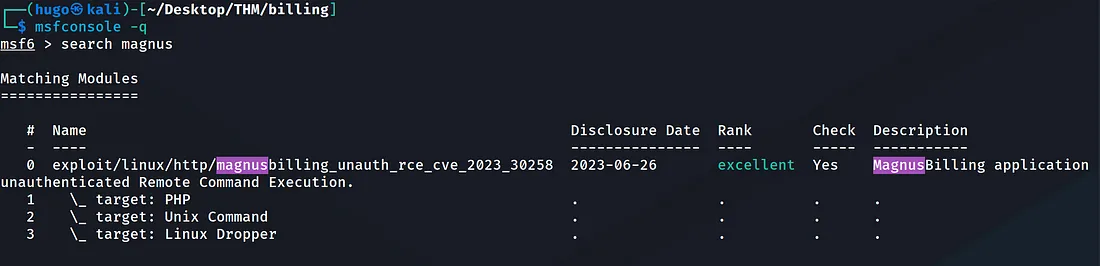 ┌──(hugo㉿kali)-[~/Desktop/THM/billing]
└─$ msfconsole -q
msf6 > search magnus

Matching Modules
================

   #  Name                                                        Disclosure Date  Rank       Check  Description
   -  ----                                                        ---------------  ----       -----  -----------
   0  exploit/linux/http/magnusbilling_unauth_rce_cve_2023_30258  2023-06-26       excellent  Yes    MagnusBilling application
unauthenticated Remote Command Execution.
   1    \_ target: PHP                                            .                .          .      .
   2    \_ target: Unix Command                                   .                .          .      .
   3    \_ target: Linux Dropper                                  .                .          .      .